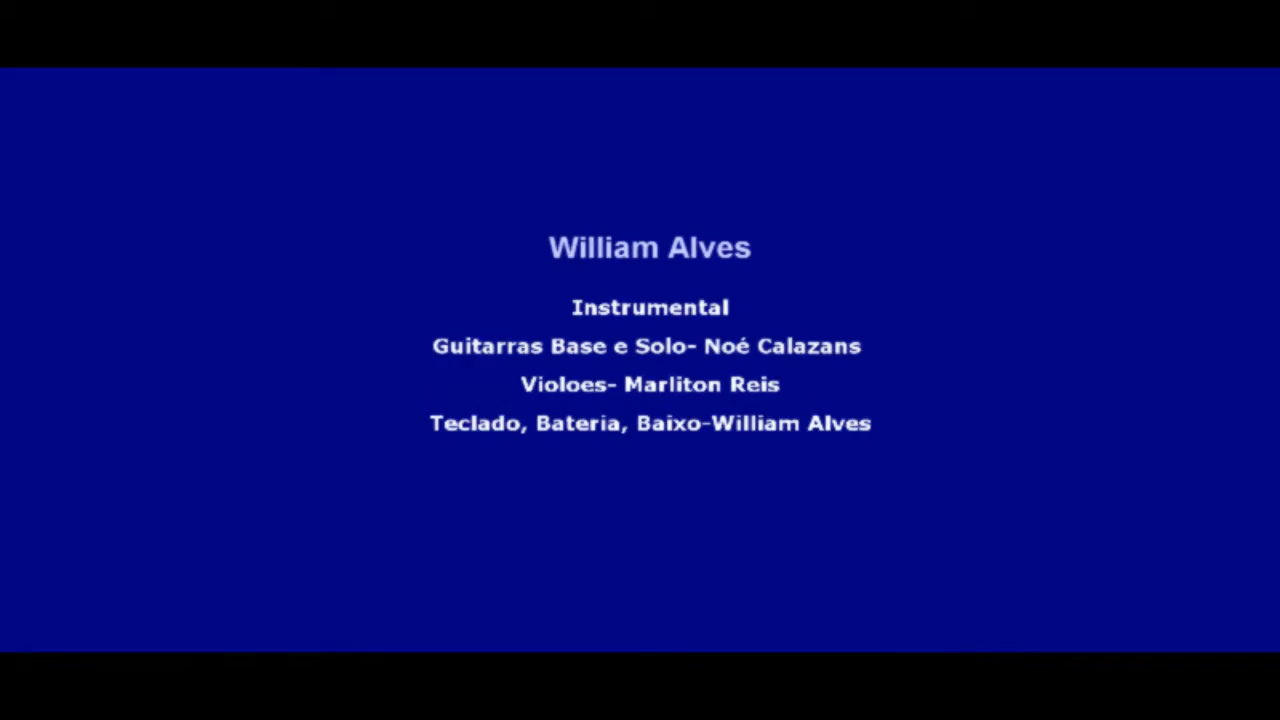 William Alves
Instrumental
Guitarras Base e Solo- Noé Calazans
Violoes- Marliton Reis
Teclado, Bateria, Baixo-William Alves